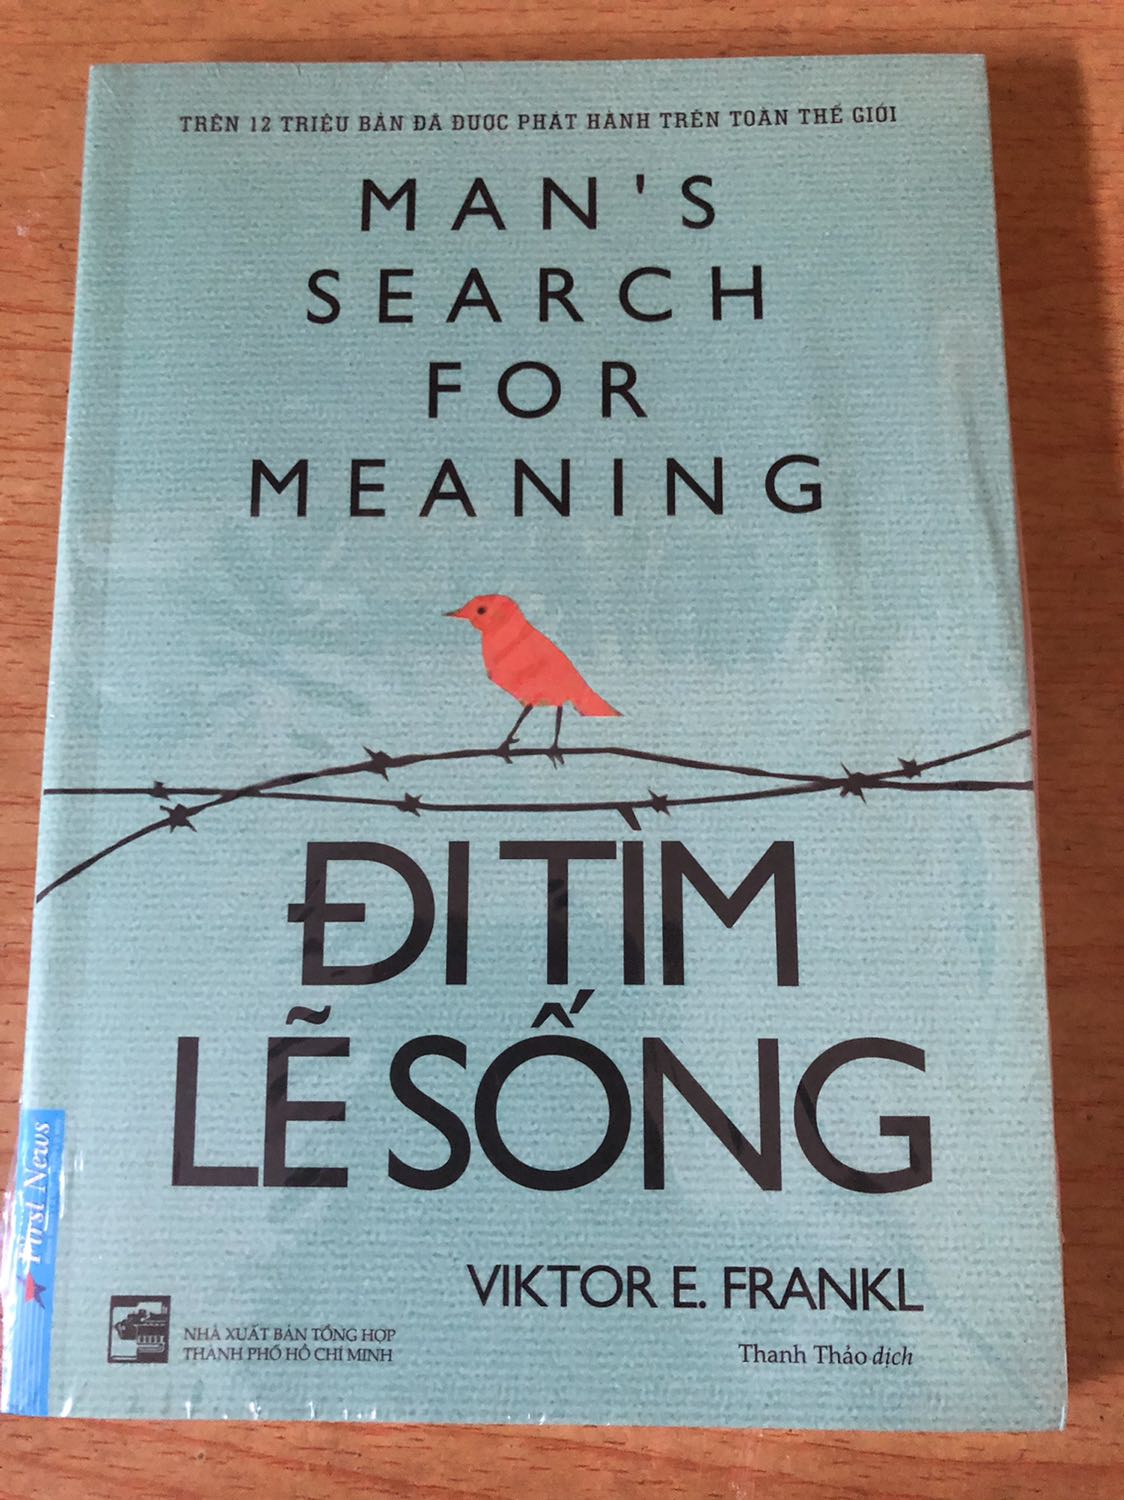 TRÊN 12 TRIỆU BẢN ĐÃ ĐƯỢC PHÁT HÀNH TRÊN TOÀN THẾ GIỚI
MAN'S
SEARCH
FOR
MEANING
ĐI TÌM
LẼ SỐNG
First News
VIKTOR E. FRANKL
NHÀ XUẤT BẢN TỔNG HỢP
THÀNH PHỐ HỒ CHÍ MINH
Thanh Thảo dịch